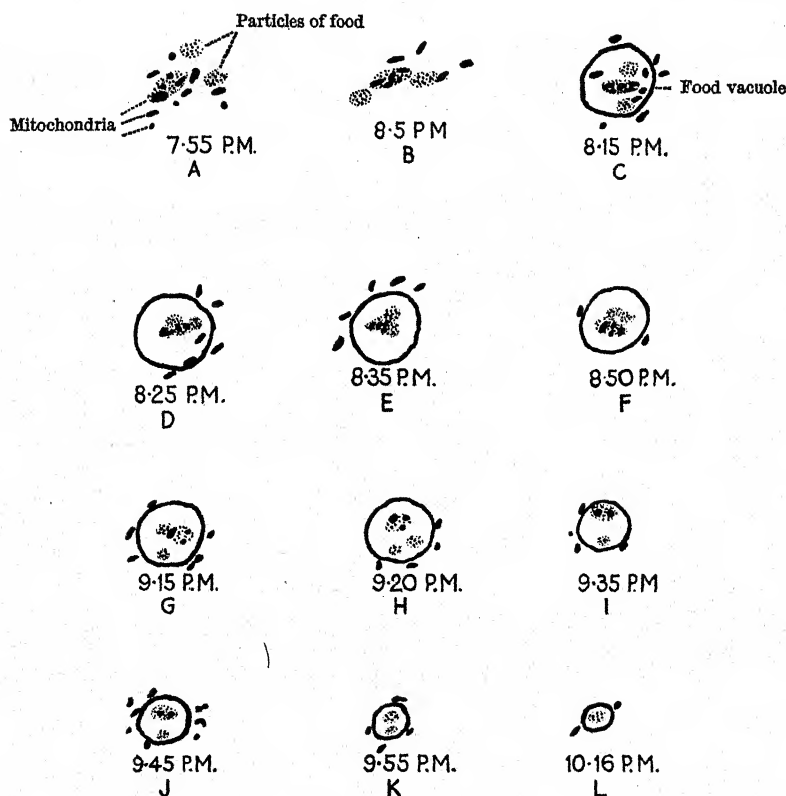 Particles of food
Mitochondria
7·55 P.M.
A
8·5 PM
B
Food vacuole
8·15 P.M.
C
8·25 P.M.
D
8·35 P.M.
E
8·50 P.M.
F
9·15 P.M.
G
9·20 P.M.
H
9·35 P.M
I
9·45 P.M.
J
9·55 P.M.
K
10·16 P.M.
L